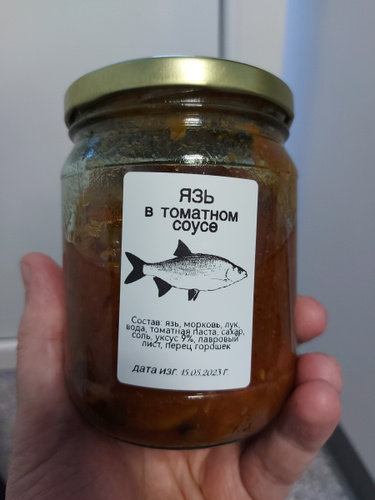 ЯЗЬ
в томатном
соусе
Состав: язь, морковь, лук,
вода, томатная паста, сахар,
соль, уксус 9%, лавровый
лист, перец горошек
дата изг. 15.05.2023 г.